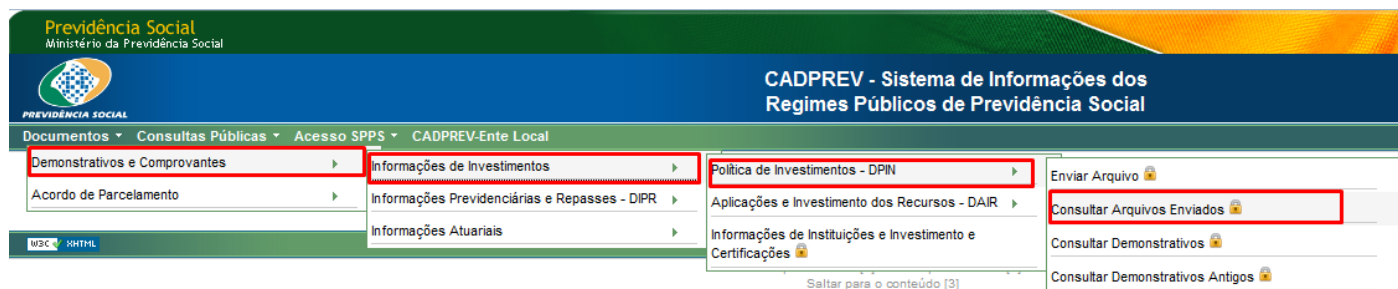 Previdência Social
Ministério da Previdência Social
PREVIDÊNCIA SOCIAL
CADPREV - Sistema de Informações dos
Regimes Públicos de Previdência Social
Documentos Consultas Públicas Acesso SPPS CADPREV-Ente Local
Demonstrativos e Comprovantes
Acordo de Parcelamento
W3C XHTML
Informações de Investimentos
Informações Previdenciárias e Repasses - DIPR
Informações Atuariais
Política de Investimentos - DPIN
Aplicações e Investimento dos Recursos - DAIR
Informações de Instituições e Investimento e
Certificações
Saltar para o conteúdo [3]
Enviar Arquivo
Consultar Arquivos Enviados
Consultar Demonstrativos
Consultar Demonstrativos Antigos